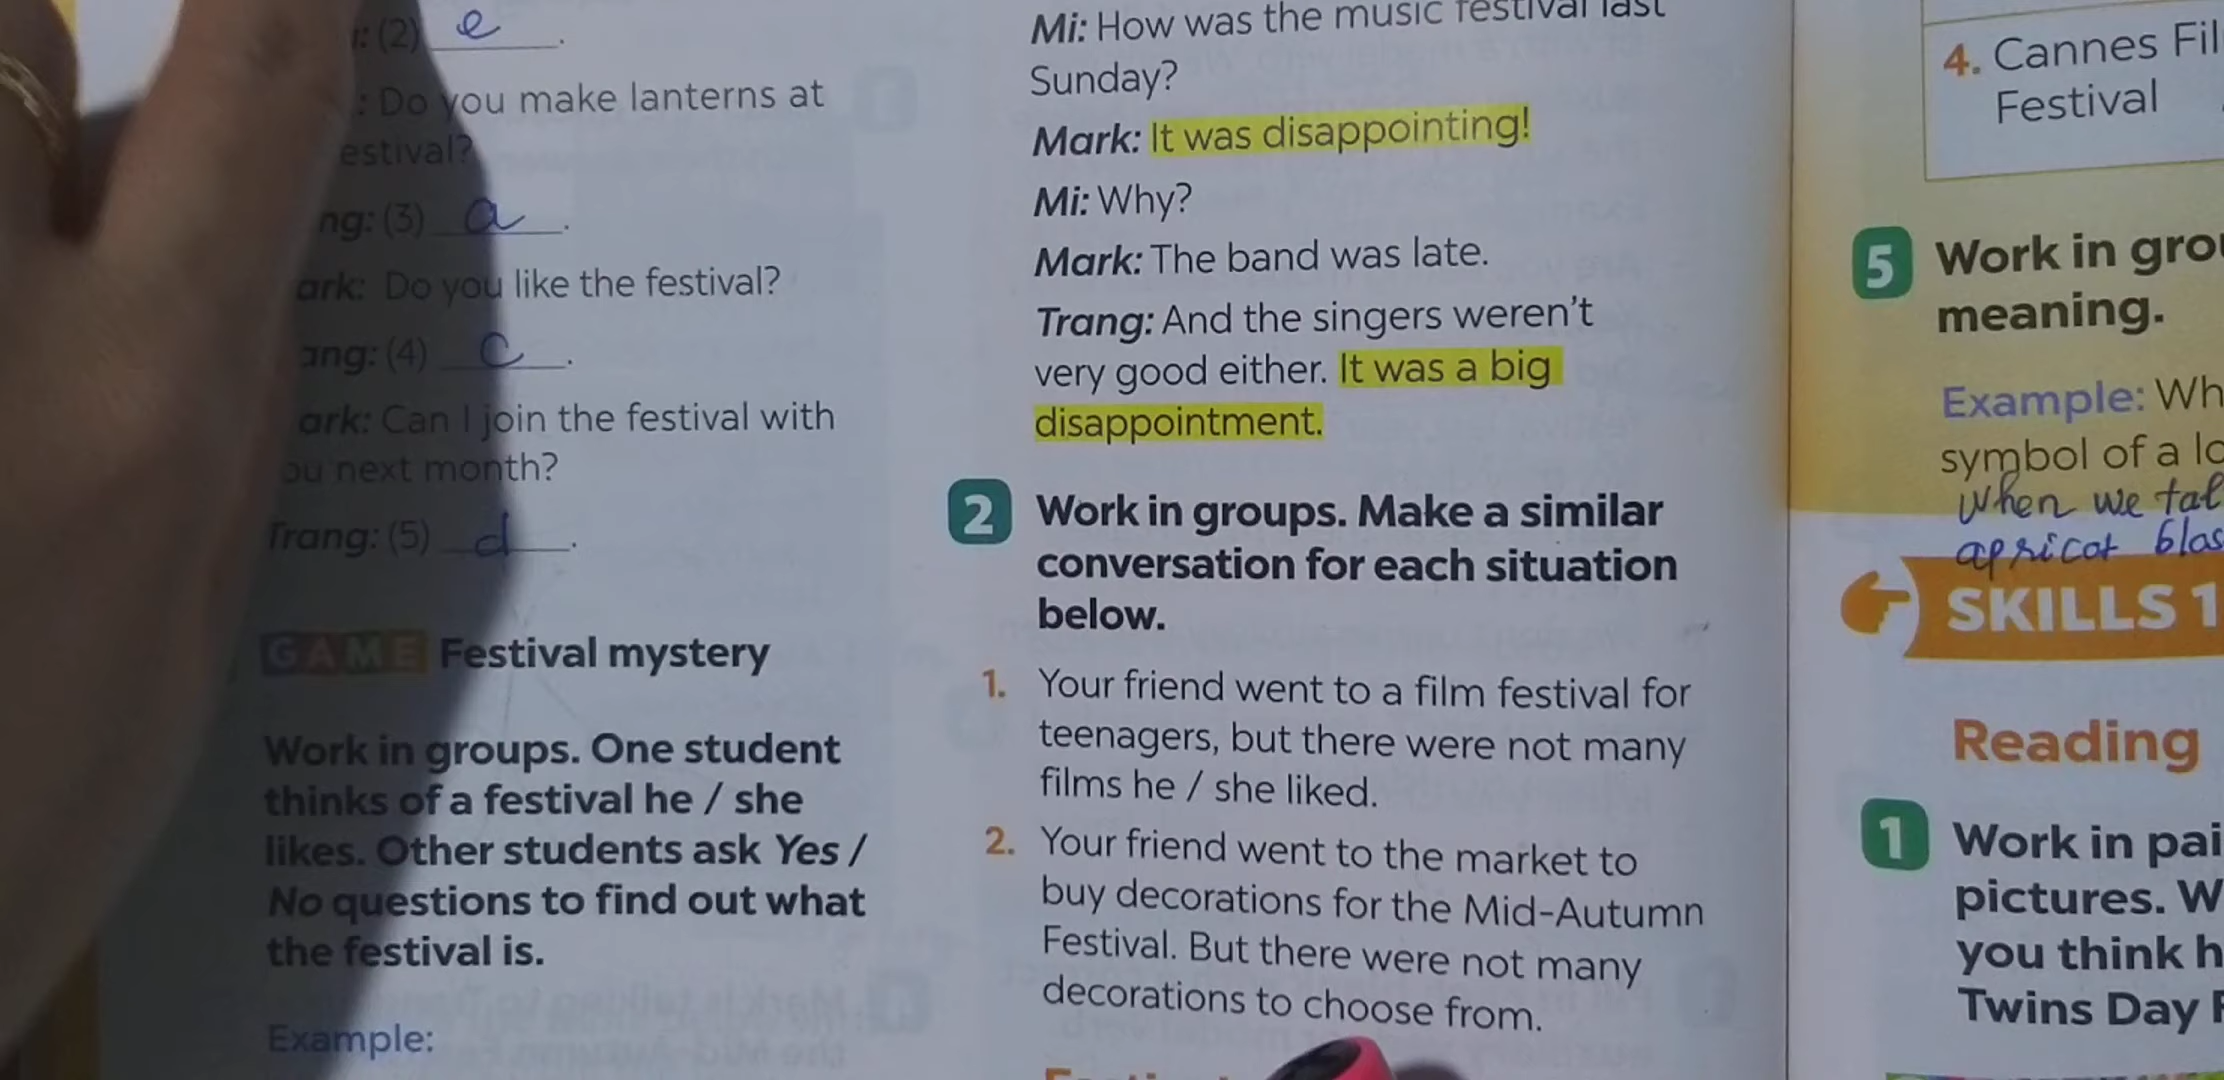 (2) e .
: Do you make lanterns at
estival?
ng: (3) a .
ark: Do you like the festival?
ang: (4) c .
ark: Can I join the festival with
ou next month?
Trang: (5) d .
GAME Festival mystery
Work in groups. One student
thinks of a festival he / she
likes. Other students ask Yes /
No questions to find out what
the festival is.
Example:
Mi: How was the music festival last
Sunday?
Mark: It was disappointing!
Mi: Why?
Mark: The band was late.
Trang: And the singers weren't
very good either. It was a big
disappointment.
2 Work in groups. Make a similar
conversation for each situation
below.
1. Your friend went to a film festival for
teenagers, but there were not many
films he / she liked.
2. Your friend went to the market to
buy decorations for the Mid-Autumn
Festival. But there were not many
decorations to choose from.
4. Cannes Fil
Festival
5 Work in gro
meaning.
Example: Wh
symbol of a lo
When we tal
apricot blos
SKILLS 1
Reading
1 Work in pai
pictures. W
you think h
Twins Day F